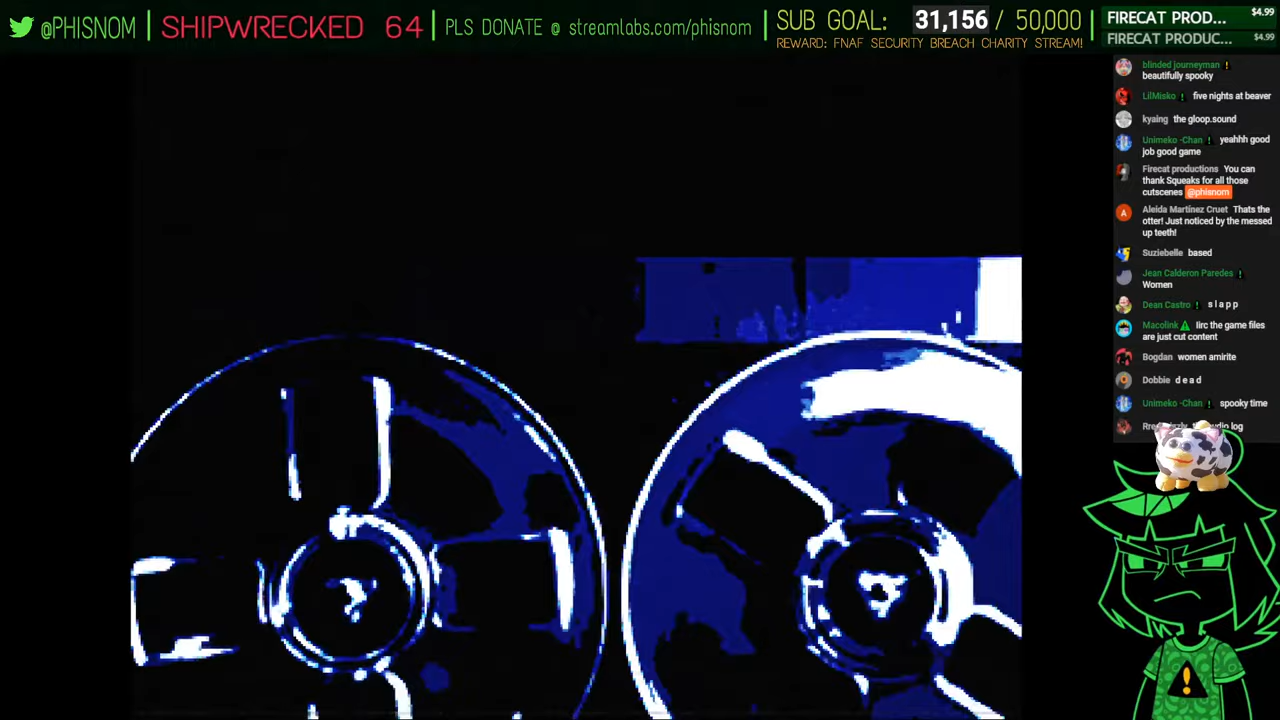 @PHISNOM
SHIPWRECKED 64
PLS DONATE @ streamlabs.com/phisnom
SUB GOAL: 31,156 / 50,000
REWARD: FNAF SECURITY BREACH CHARITY STREAM!
FIRECAT PROD... $4.99
FIRECAT PRODUC... $4.99
blinded journeyman !
beautifully spooky
LilMisko ! five nights at beaver
kyaing the gloop.sound
Unimeko -Chan ! yeahhh good
job good game
Firecat productions You can
thank Squeaks for all those
cutscenes @phisnom
A Aleida Martínez Cruet Thats the
otter! Just noticed by the messed
up teeth!
Suziebelle based
Jean Calderon Paredes !
Women
Dean Castro ! s l a p p
Macolink Iirc the game files
are just cut content
Bogdan women amirite
Dobbie d e a d
Unimeko -Chan ! spooky time
log
!